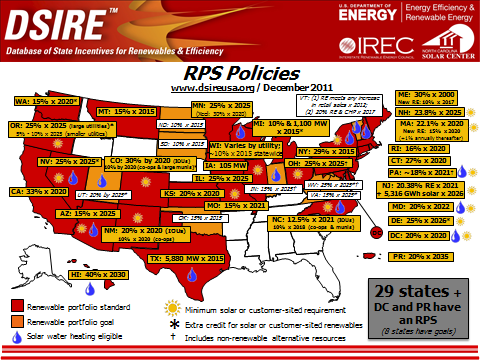 DSIRE™
Database of State Incentives for Renewables & Efficiency
U.S. DEPARTMENT OF
ENERGY
Energy Efficiency &
Renewable Energy
IREC
INTERSTATE RENEWABLE ENERGY COUNCIL
NORTH CAROLINA
SOLAR CENTER
RPS Policies
www.dsireusa.org / December 2011
WA: 15% x 2020*
MT: 15% x 2015
OR: 25% x 2025 (large utilities)*
5% - 10% x 2025 (smaller utilities)
ND: 10% x 2015
SD: 10% x 2015
MN: 25% x 2025
(Xcel: 30% x 2020)
MI: 10% & 1,100 MW
x 2015*
WI: Varies by utility;
~10% x 2015 statewide
VT: (1) RE meets any increase
in retail sales x 2012;
(2) 20% RE & CHP x 2017
ME: 30% x 2000
New RE: 10% x 2017
NH: 23.8% x 2025
MA: 22.1% x 2020
New RE: 15% x 2020
(+1% annually thereafter)
RI: 16% x 2020
CT: 27% x 2020
NY: 29% x 2015
PA: ~18% x 2021†
NJ: 20.38% RE x 2021
+ 5,316 GWh solar x 2026
MD: 20% x 2022
DE: 25% x 2026*
DC: 20% x 2020
PR: 20% x 2035
NV: 25% x 2025*
CO: 30% by 2020 (IOUs)
10% by 2020 (co-ops & large munis)*
IA: 105 MW
OH: 25% x 2025†
IL: 25% x 2025
IN: 15% x 2025†
WV: 25% x 2025*†
VA: 15% x 2025*
CA: 33% x 2020
UT: 20% by 2025*
KS: 20% x 2020
MO: 15% x 2021
AZ: 15% x 2025
OK: 15% x 2015
NC: 12.5% x 2021 (IOUs)
10% x 2018 (co-ops & munis)
NM: 20% x 2020 (IOUs)
10% x 2020 (co-ops)
TX: 5,880 MW x 2015
HI: 40% x 2030
Renewable portfolio standard
Renewable portfolio goal
Solar water heating eligible
Minimum solar or customer-sited requirement
* Extra credit for solar or customer-sited renewables
† Includes non-renewable alternative resources
29 states +
DC and PR have
an RPS
(8 states have goals)